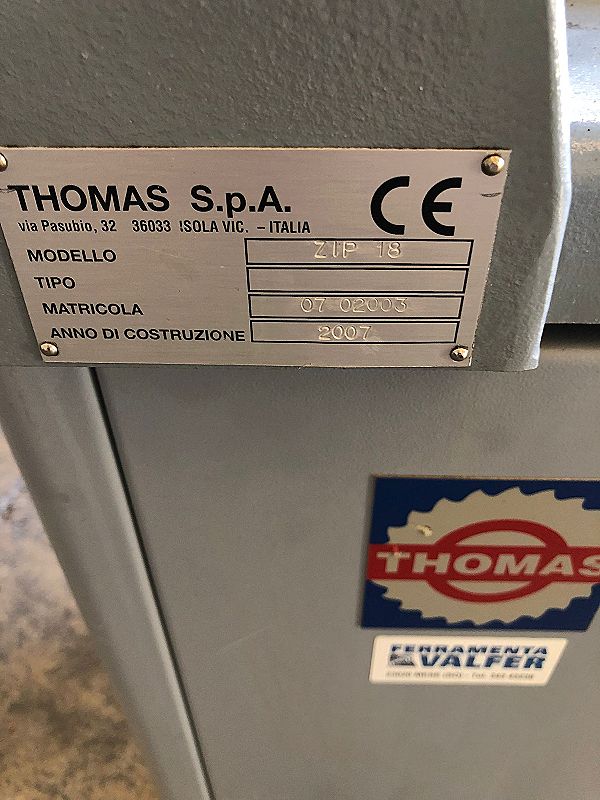 THOMAS S.p.A.
via Pasubio, 32 36033 ISOLA VIC. – ITALIA
CE
MODELLO ZIP 18
TIPO
MATRICOLA 07 02003
ANNO DI COSTRUZIONE 2007
THOMAS
FERRAMENTA
VALFER